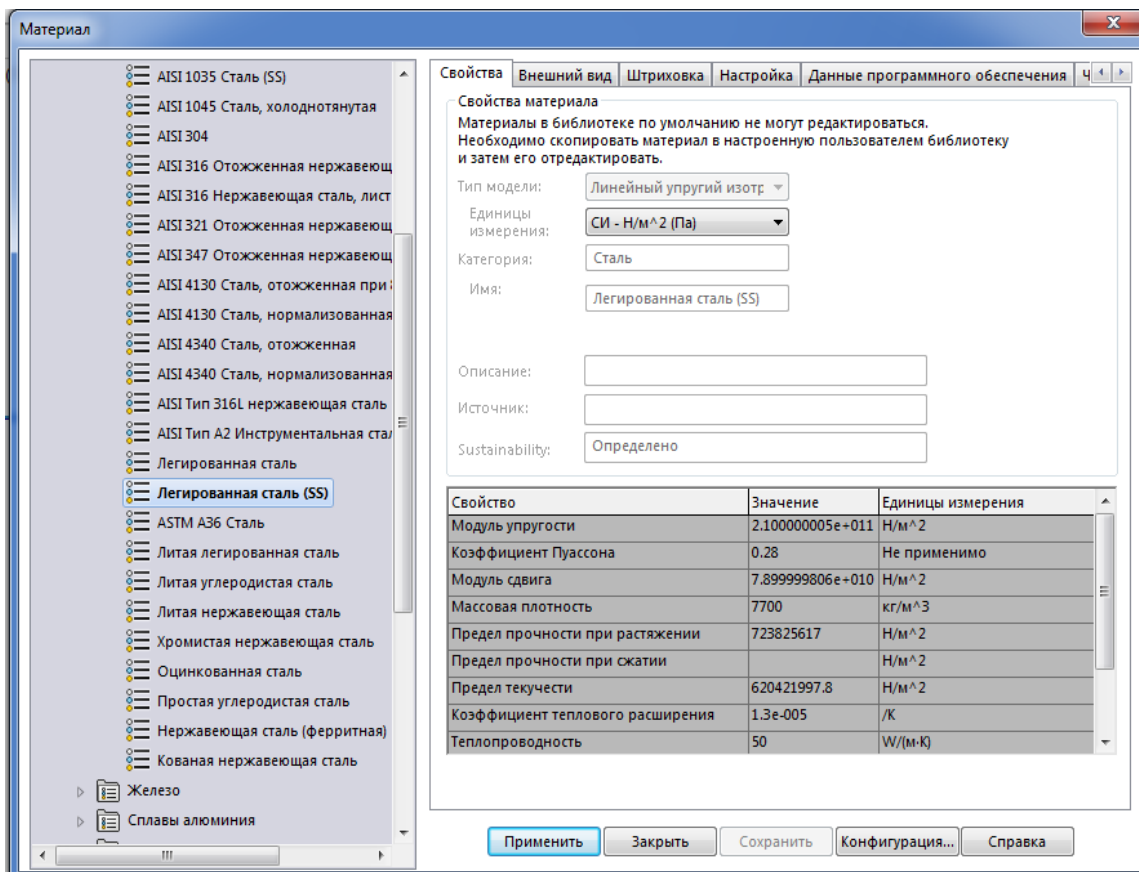 Материал
AISI 1035 Сталь (SS)
AISI 1045 Сталь, холоднотянутая
AISI 304
AISI 316 Отожженная нержавеющ
AISI 316 Нержавеющая сталь, лист
AISI 321 Отожженная нержавеющ
AISI 347 Отожженная нержавеющ
AISI 4130 Сталь, отожженная при
AISI 4130 Сталь, нормализованная
AISI 4340 Сталь, отожженная
AISI 4340 Сталь, нормализованная
AISI Тип 316L нержавеющая сталь
AISI Тип A2 Инструментальная стал
Легированная сталь
Легированная сталь (SS)
ASTM A36 Сталь
Литая легированная сталь
Литая углеродистая сталь
Литая нержавеющая сталь
Хромистая нержавеющая сталь
Оцинкованная сталь
Простая углеродистая сталь
Нержавеющая сталь (ферритная)
Кованая нержавеющая сталь
Железо
Сплавы алюминия
Свойства Внешний вид Штриховка Настройка Данные программного обеспечения Ч
Свойства материала
Материалы в библиотеке по умолчанию не могут редактироваться.
Необходимо скопировать материал в настроенную пользователем библиотеку
и затем его отредактировать.
Тип модели: Линейный упругий изотр
Единицы
измерения: СИ - Н/м^2 (Па)
Категория: Сталь
Имя: Легированная сталь (SS)
Описание:
Источник:
Sustainability: Определено
Свойство Значение Единицы измерения
Модуль упругости 2.100000005e+011 Н/м^2
Коэффициент Пуассона 0.28 Не применимо
Модуль сдвига 7.899999806e+010 Н/м^2
Массовая плотность 7700 кг/м^3
Предел прочности при растяжении 723825617 Н/м^2
Предел прочности при сжатии Н/м^2
Предел текучести 620421997.8 Н/м^2
Коэффициент теплового расширения 1.3e-005 /K
Теплопроводность 50 W/(м·K)
Применить Закрыть Сохранить Конфигурация... Справка